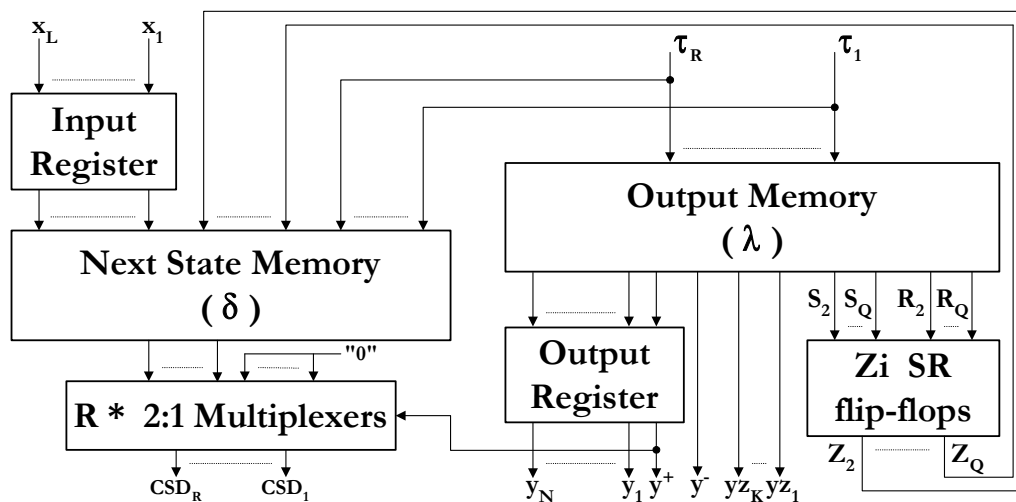 x_L x_1
τ_R τ_1
Input
Register
Output Memory
( λ )
Next State Memory
( δ )
S_2 S_Q R_2 R_Q
"0"
Output
Register
Zi SR
flip-flops
R * 2:1 Multiplexers
Z_2 Z_Q
CSD_R CSD_1
y_N y_1 y^+ y^- yz_K yz_1